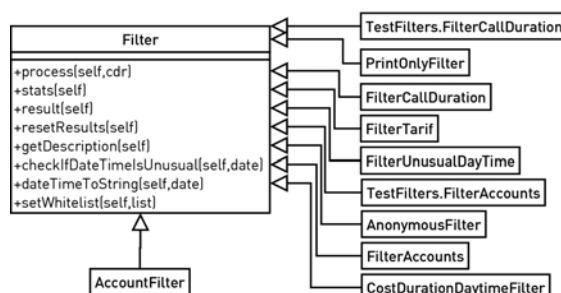 Filter
+process(self,cdr)
+stats(self)
+result(self)
+resetResults(self)
+getDescription(self)
+checkIfDateTimeIsUnusual(self,date)
+dateTimeToString(self,date)
+setWhitelist(self,list)
AccountFilter
TestFilters.FilterCallDuration
PrintOnlyFilter
FilterCallDuration
FilterTarif
FilterUnusualDayTime
TestFilters.FilterAccounts
AnonymousFilter
FilterAccounts
CostDurationDaytimeFilter